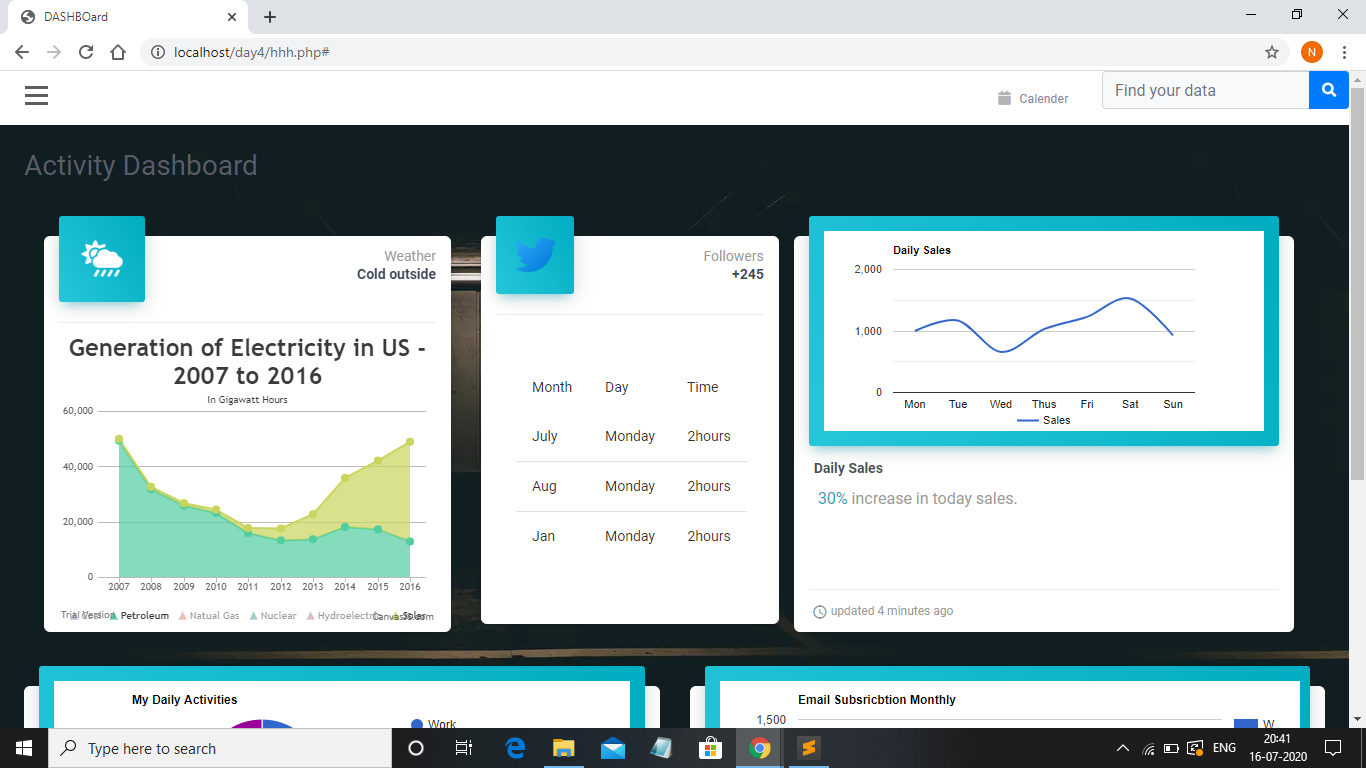 DASHBOard
localhost/day4/hhh.php#
N
Calender
Find your data
Activity Dashboard
Weather
Cold outside
Generation of Electricity in US -
2007 to 2016
In Gigawatt Hours
60,000
40,000
20,000
0
2007 2008 2009 2010 2011 2012 2013 2014 2015 2016
Trial Version Coal Petroleum Natual Gas Nuclear Hydroelectric Solar
CanvasJS.com
Followers
+245
Month Day Time
July Monday 2hours
Aug Monday 2hours
Jan Monday 2hours
Daily Sales
2,000
1,000
0
Mon Tue Wed Thus Fri Sat Sun
Sales
Daily Sales
30% increase in today sales.
updated 4 minutes ago
My Daily Activities
Work
Email Subsricbtion Monthly
1,500
W
Type here to search
ENG
20:41
16-07-2020